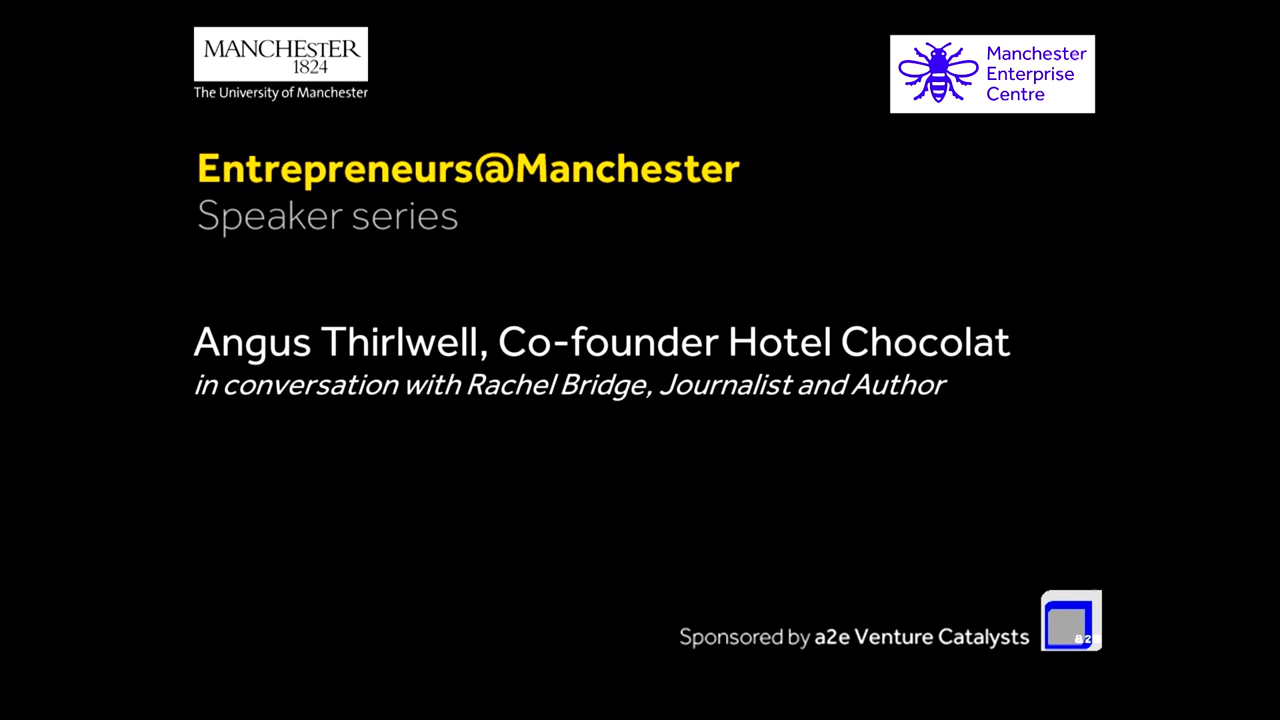 MANCHESTER
1824
The University of Manchester
Manchester
Enterprise
Centre
Entrepreneurs@Manchester
Speaker series
Angus Thirlwell, Co-founder Hotel Chocolat
in conversation with Rachel Bridge, Journalist and Author
Sponsored by a2e Venture Catalysts
a2e